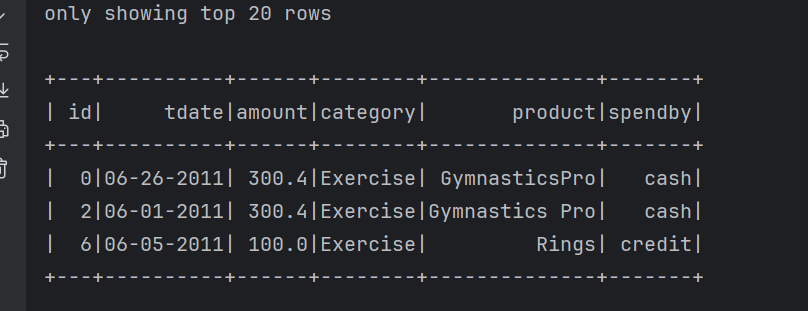 only showing top 20 rows
+---+----------+------+--------+--------------+-------+
| id|     tdate|amount|category|       product|spendby|
+---+----------+------+--------+--------------+-------+
|  0|06-26-2011| 300.4|Exercise| GymnasticsPro|   cash|
|  2|06-01-2011| 300.4|Exercise|Gymnastics Pro|   cash|
|  6|06-05-2011| 100.0|Exercise|         Rings| credit|
+---+----------+------+--------+--------------+-------+